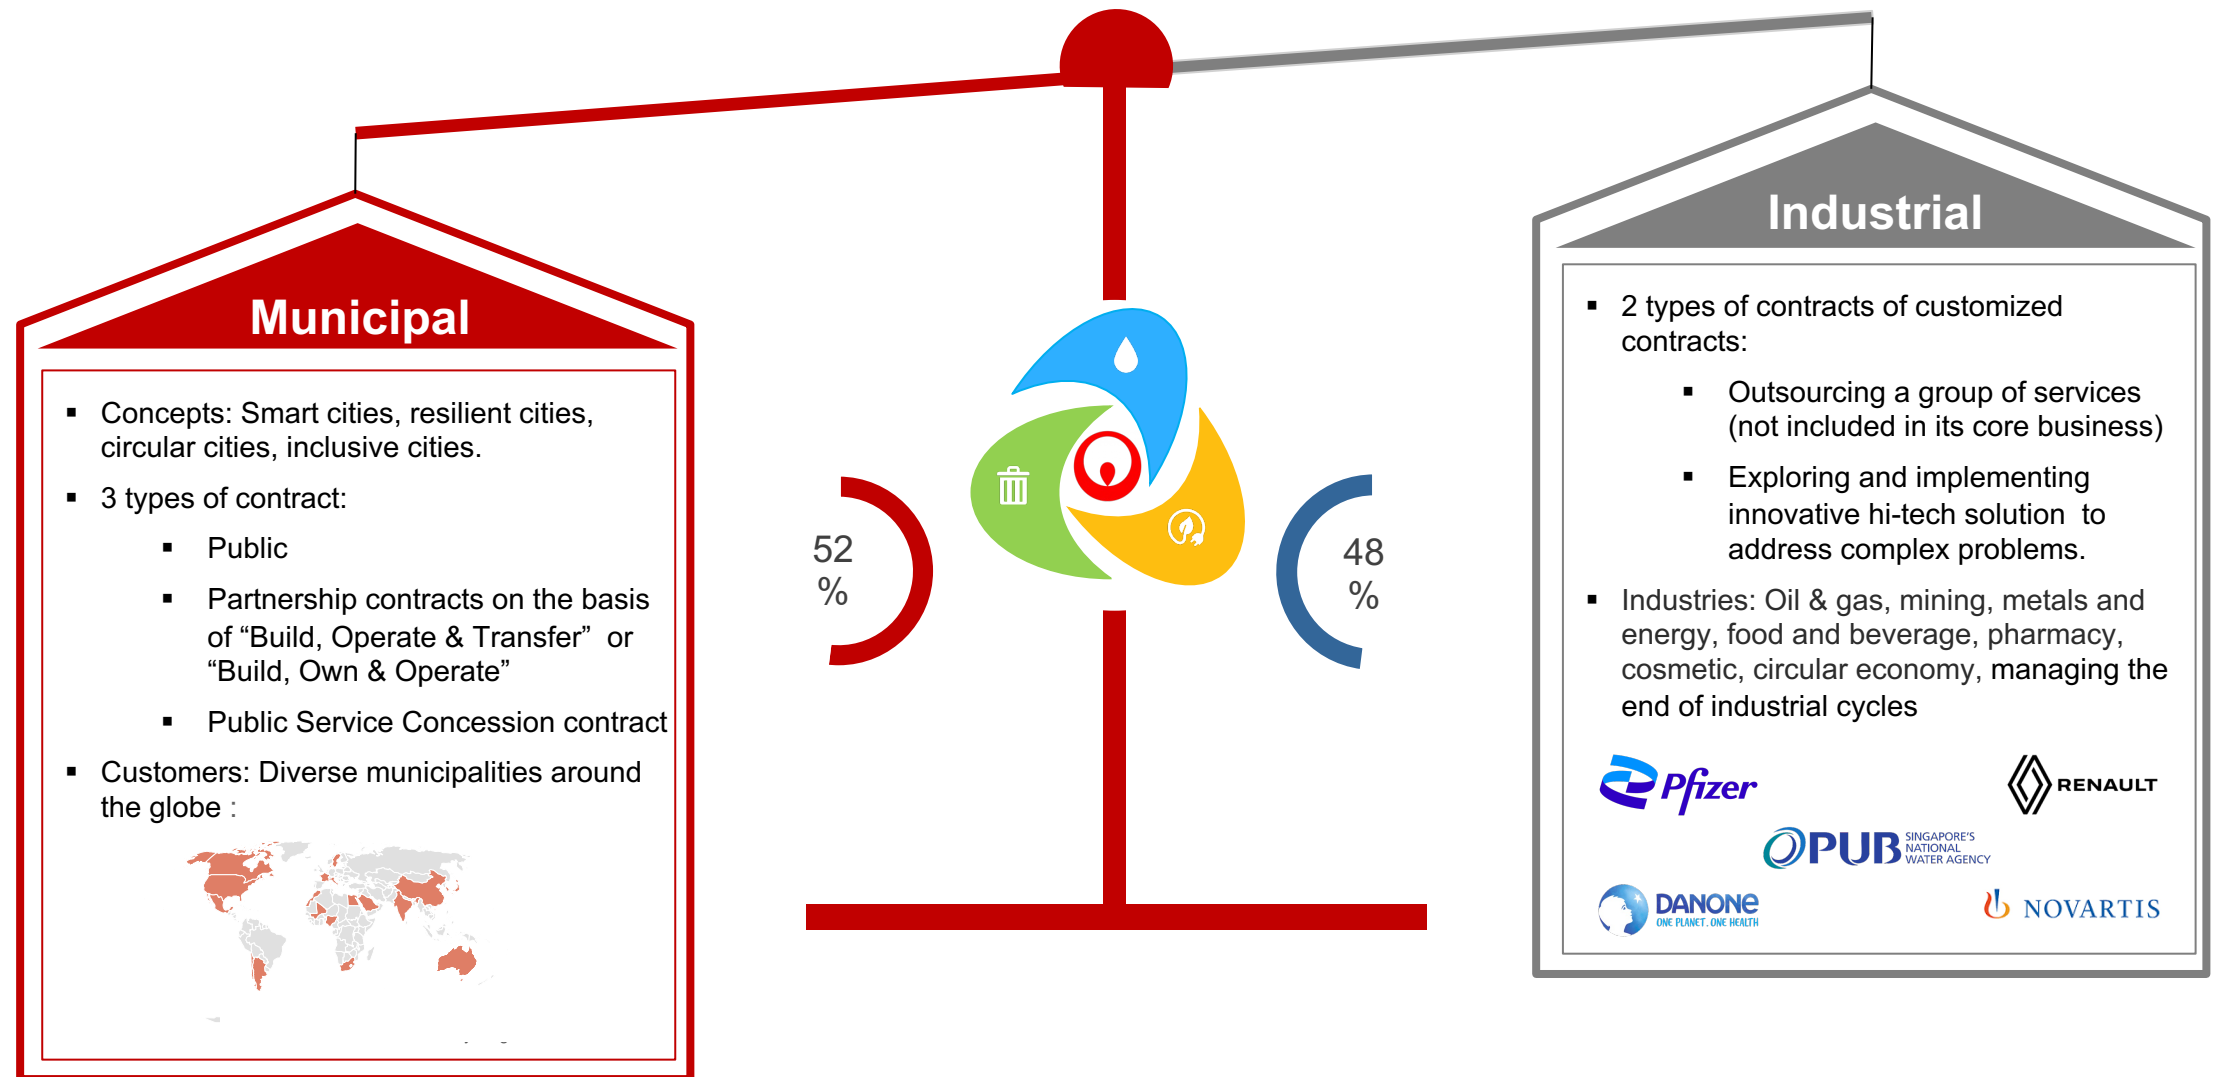 Municipal
▪ Concepts: Smart cities, resilient cities,
circular cities, inclusive cities.
▪ 3 types of contract:
▪ Public
▪ Partnership contracts on the basis
of “Build, Operate & Transfer” or
“Build, Own & Operate”
▪ Public Service Concession contract
▪ Customers: Diverse municipalities around
the globe :
52
%
48
%
Industrial
▪ 2 types of contracts of customized
contracts:
▪ Outsourcing a group of services
(not included in its core business)
▪ Exploring and implementing
innovative hi-tech solution to
address complex problems.
▪ Industries: Oil & gas, mining, metals and
energy, food and beverage, pharmacy,
cosmetic, circular economy, managing the
end of industrial cycles
Pfizer
RENAULT
PUB
SINGAPORE'S
NATIONAL
WATER AGENCY
DANONE
ONE PLANET. ONE HEALTH
NOVARTIS